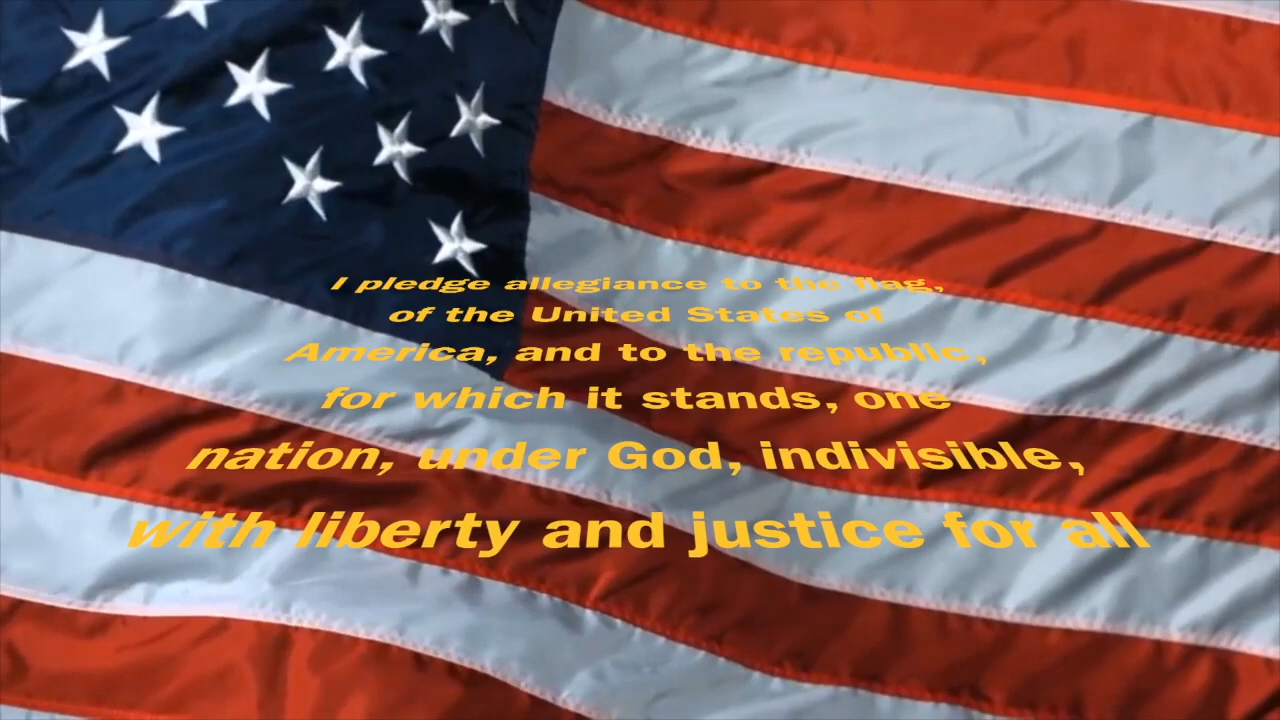 I pledge allegiance to the flag,
of the United States of
America, and to the republic,
for which it stands, one
nation, under God, indivisible,
with liberty and justice for all